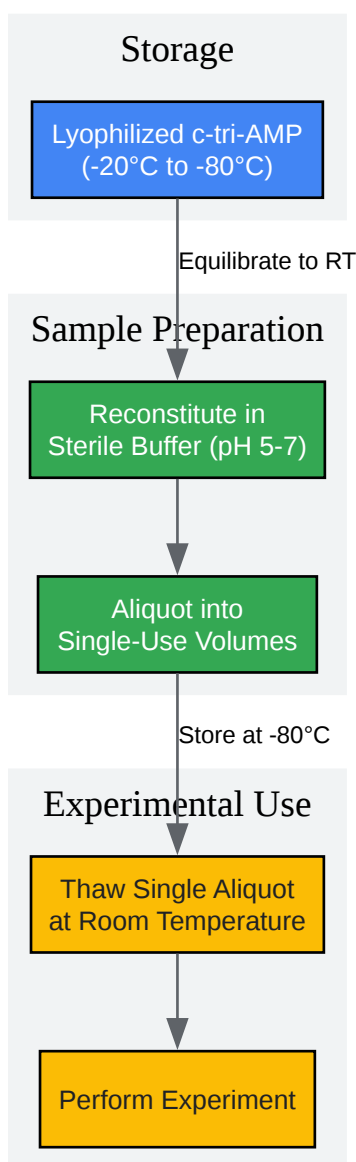 Storage
Lyophilized c-tri-AMP
(-20°C to -80°C)
Equilibrate to RT
Sample Preparation
Reconstitute in
Sterile Buffer (pH 5-7)
Aliquot into
Single-Use Volumes
Store at -80°C
Experimental Use
Thaw Single Aliquot
at Room Temperature
Perform Experiment